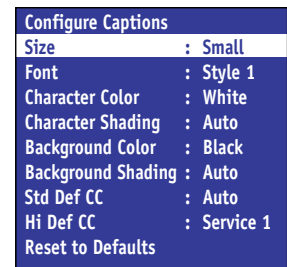 Configure Captions
Size : Small
Font : Style 1
Character Color : White
Character Shading : Auto
Background Color : Black
Background Shading : Auto
Std Def CC : Auto
Hi Def CC : Service 1
Reset to Defaults